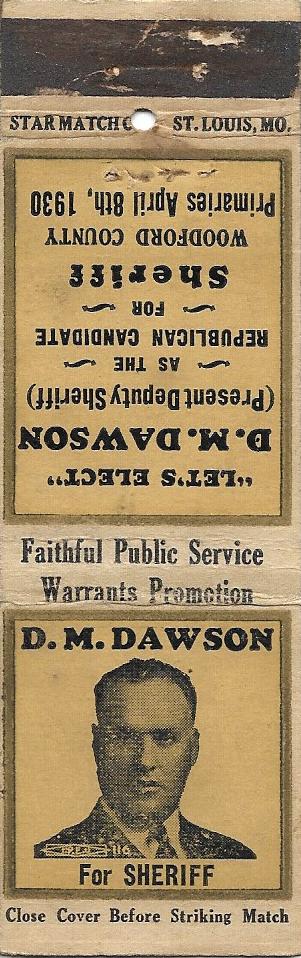 STAR MATCH C ST. LOUIS, MO.
"LET'S ELECT"
D. M. DAWSON
(Present Deputy Sheriff)
AS THE
REPUBLICAN CANDIDATE
FOR
Sheriff
WOODFORD COUNTY
Primaries April 8th, 1930
Faithful Public Service
Warrants Promotion
D. M. DAWSON
116
For SHERIFF
Close Cover Before Striking Match